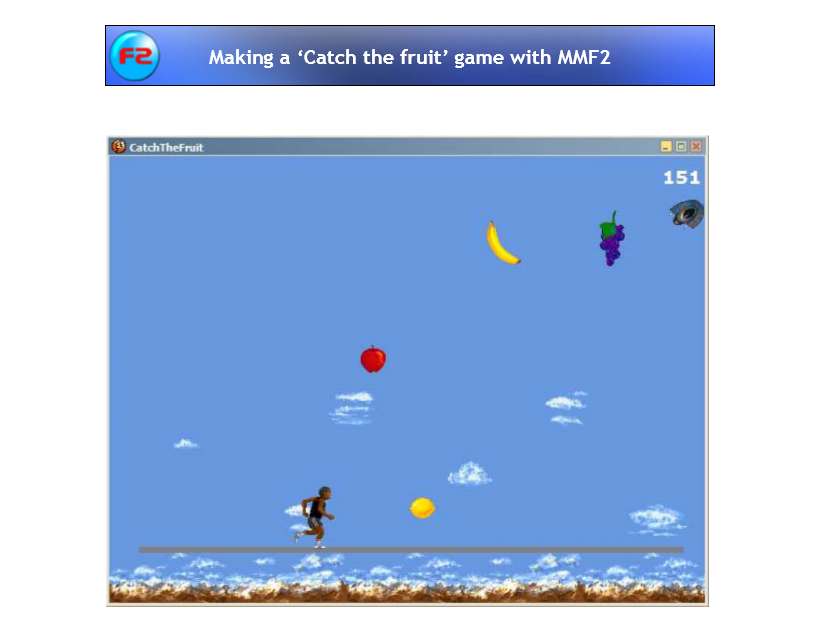 F2
Making a ‘Catch the fruit’ game with MMF2
CatchTheFruit
151